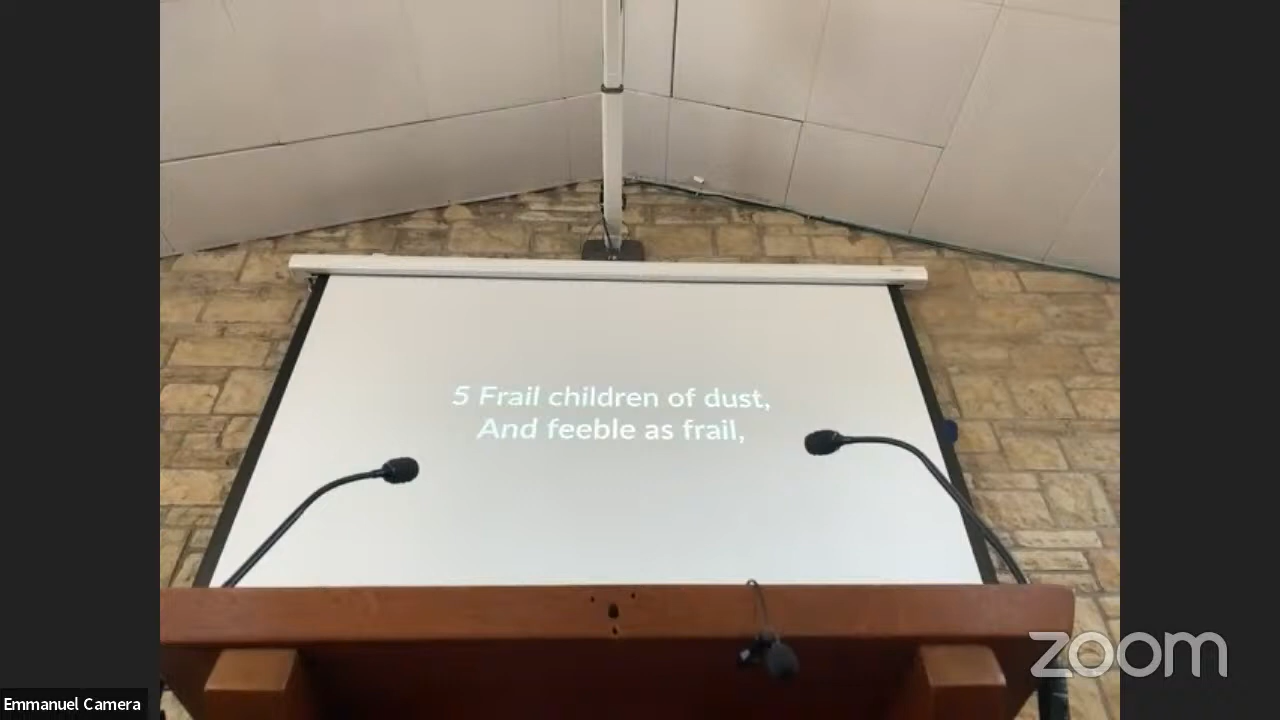 5 Frail children of dust,
And feeble as frail,
zoom
Emmanuel Camera